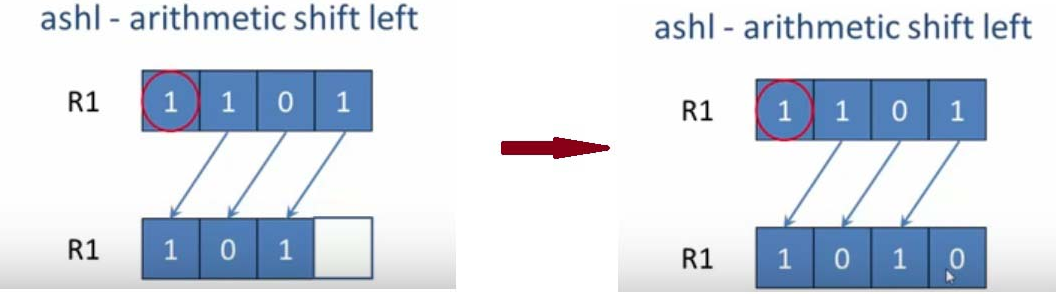 ashl - arithmetic shift left
R1 1 1 0 1
R1 1 0 1
ashl - arithmetic shift left
R1 1 1 0 1
R1 1 0 1 0